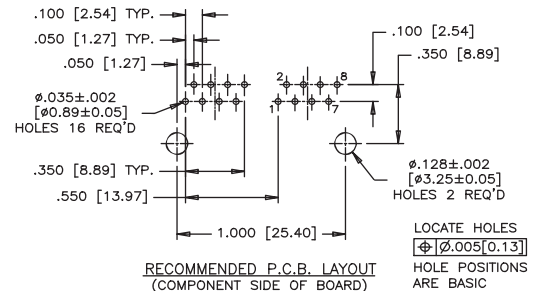 .100 [2.54] TYP.
.050 [1.27] TYP.
.050 [1.27]
.100 [2.54]
.350 [8.89]
2
8
1
7
ø.035±.002
[ø0.89±0.05]
HOLES 16 REQ'D
.350 [8.89] TYP.
.550 [13.97]
ø.128±.002
[ø3.25±0.05]
HOLES 2 REQ'D
1.000 [25.40]
LOCATE HOLES
⌖ Ø.005[0.13]
HOLE POSITIONS
ARE BASIC
RECOMMENDED P.C.B. LAYOUT
(COMPONENT SIDE OF BOARD)